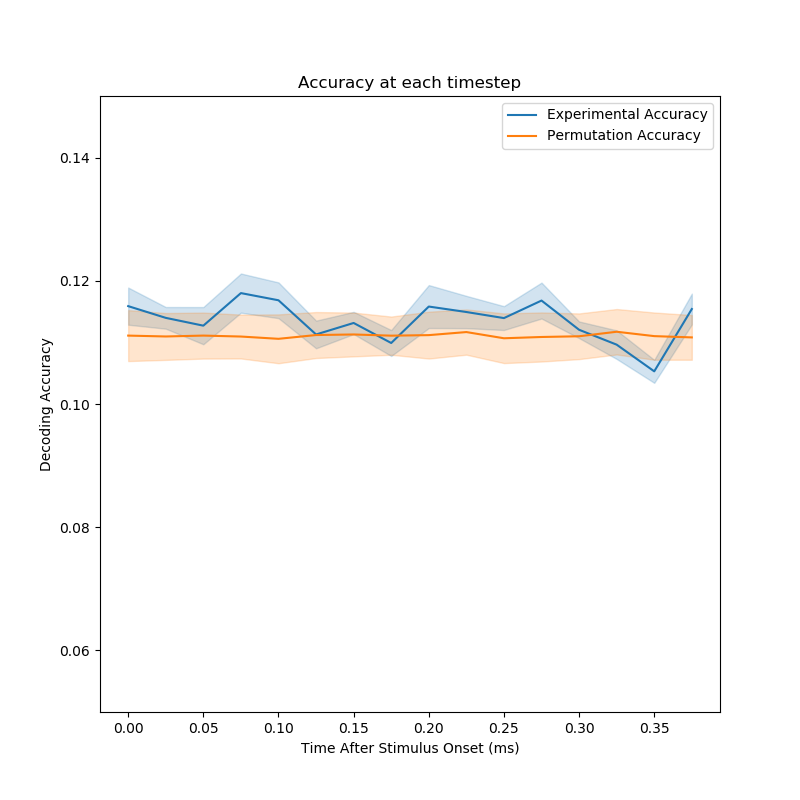 Accuracy at each timestep
Experimental Accuracy
Permutation Accuracy
0.14
0.12
0.10
0.08
0.06
Decoding Accuracy
0.00 0.05 0.10 0.15 0.20 0.25 0.30 0.35
Time After Stimulus Onset (ms)